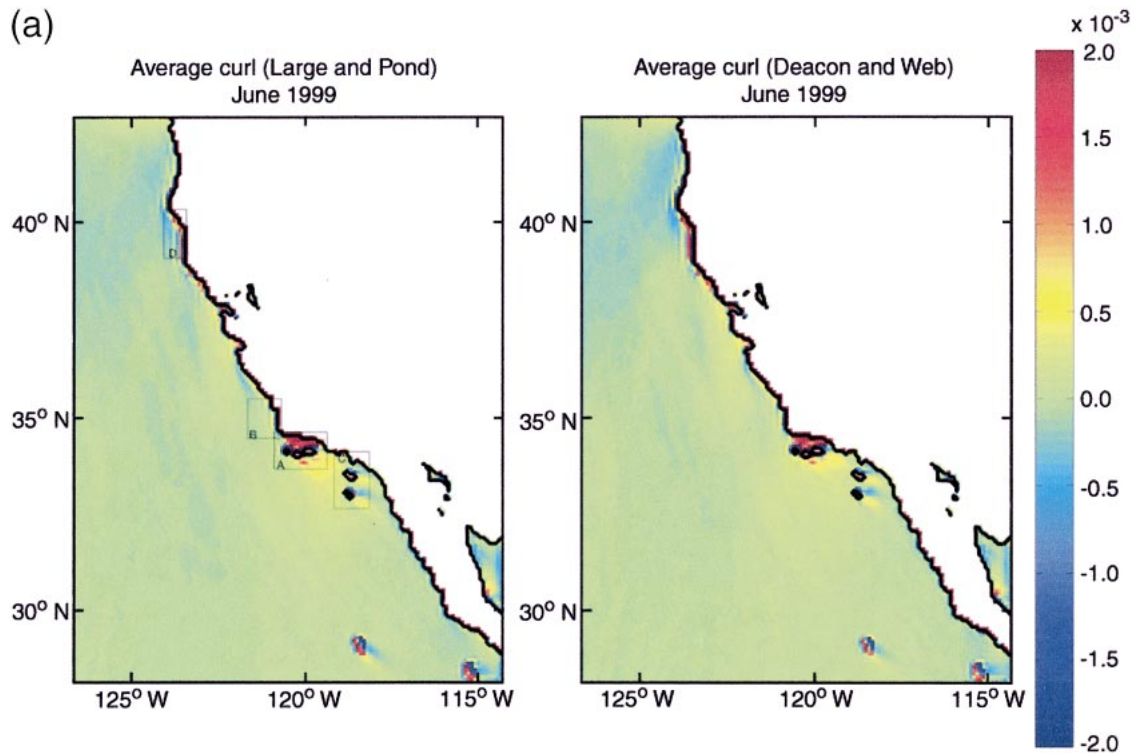 (a)
Average curl (Large and Pond)
June 1999
Average curl (Deacon and Web)
June 1999
x 10-3
40° N
35° N
30° N
125° W
120° W
115° W
D
B
A
C
40° N
35° N
30° N
125° W
120° W
115° W
2.0
1.5
1.0
0.5
0.0
-0.5
-1.0
-1.5
-2.0